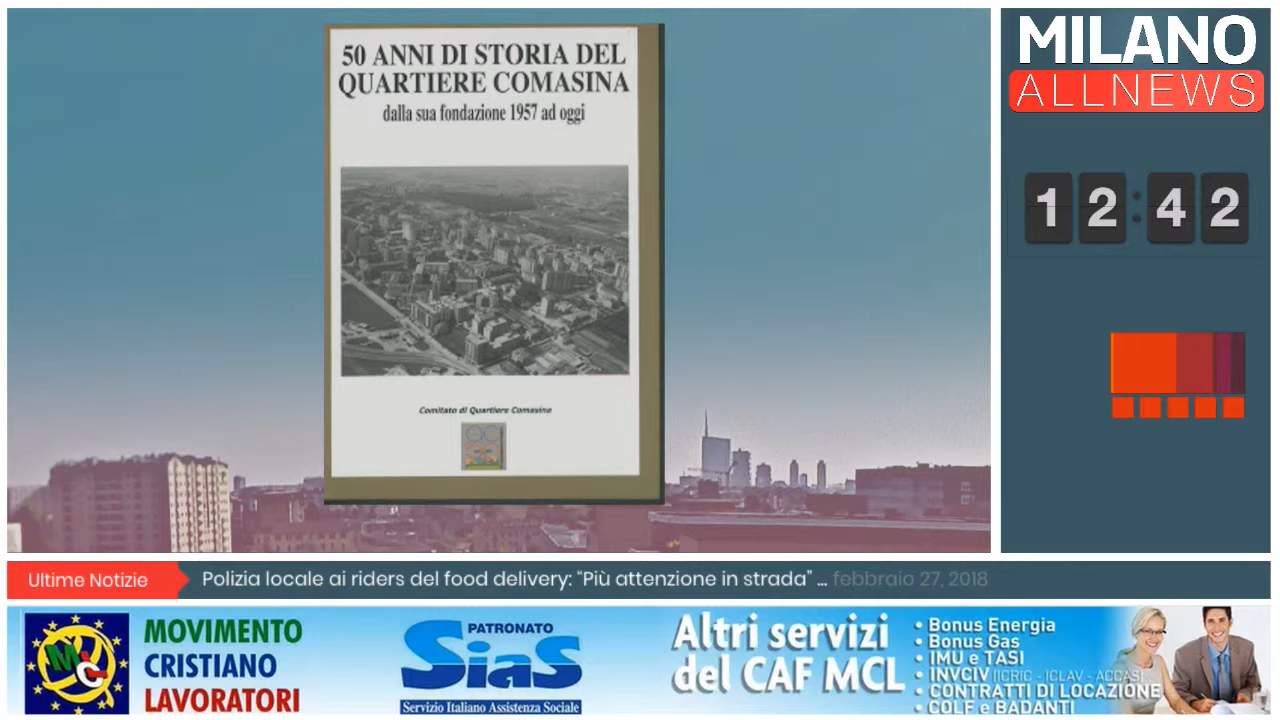 50 ANNI DI STORIA DEL
QUARTIERE COMASINA
dalla sua fondazione 1957 ad oggi
Comitato di Quartiere Comasina
MILANO
ALLNEWS
12:42
Ultime Notizie
Polizia locale ai riders del food delivery: “Più attenzione in strada” ... febbraio 27, 2018
MCL
MOVIMENTO
CRISTIANO
LAVORATORI
PATRONATO
SiaS
Servizio Italiano Assistenza Sociale
Altri servizi
del CAF MCL
• Bonus Energia
• Bonus Gas
• IMU e TASI
• INVCIV (ICRIC - ICLAV - ACCAS)
• CONTRATTI DI LOCAZIONE
• COLF e BADANTI